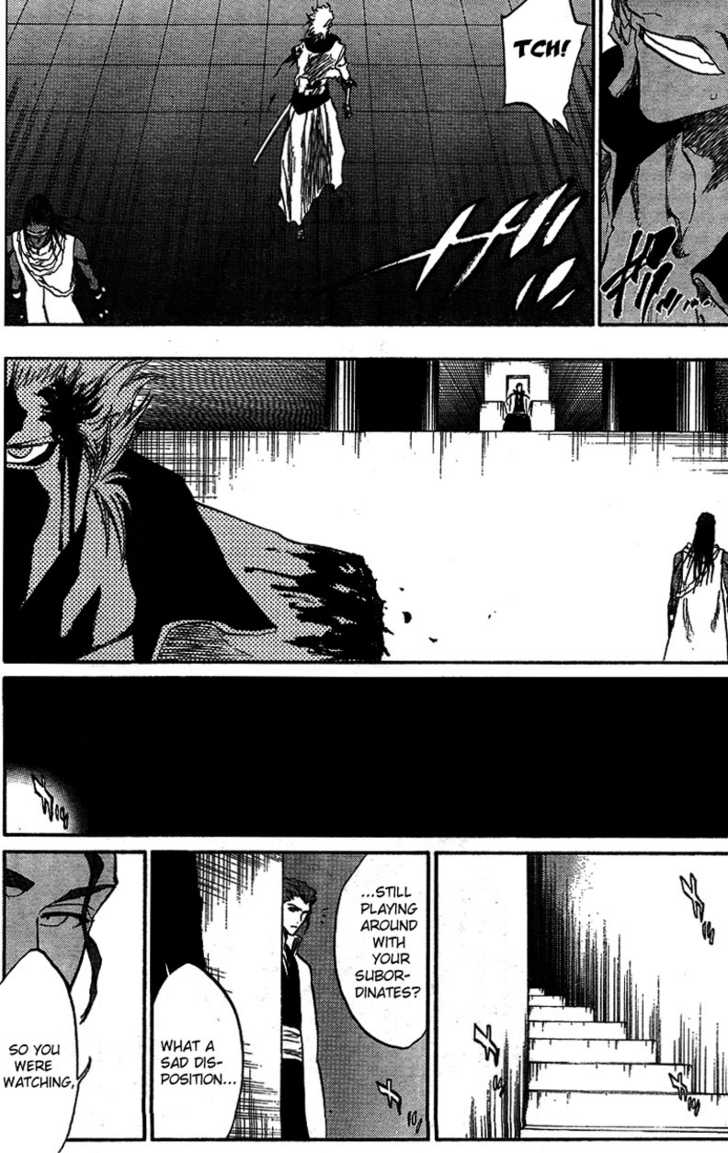 TCH!
...STILL
PLAYING
AROUND
WITH
YOUR
SUBOR-
DINATES?
WHAT A
SAD DIS-
POSITION...
SO YOU
WERE
WATCHING,